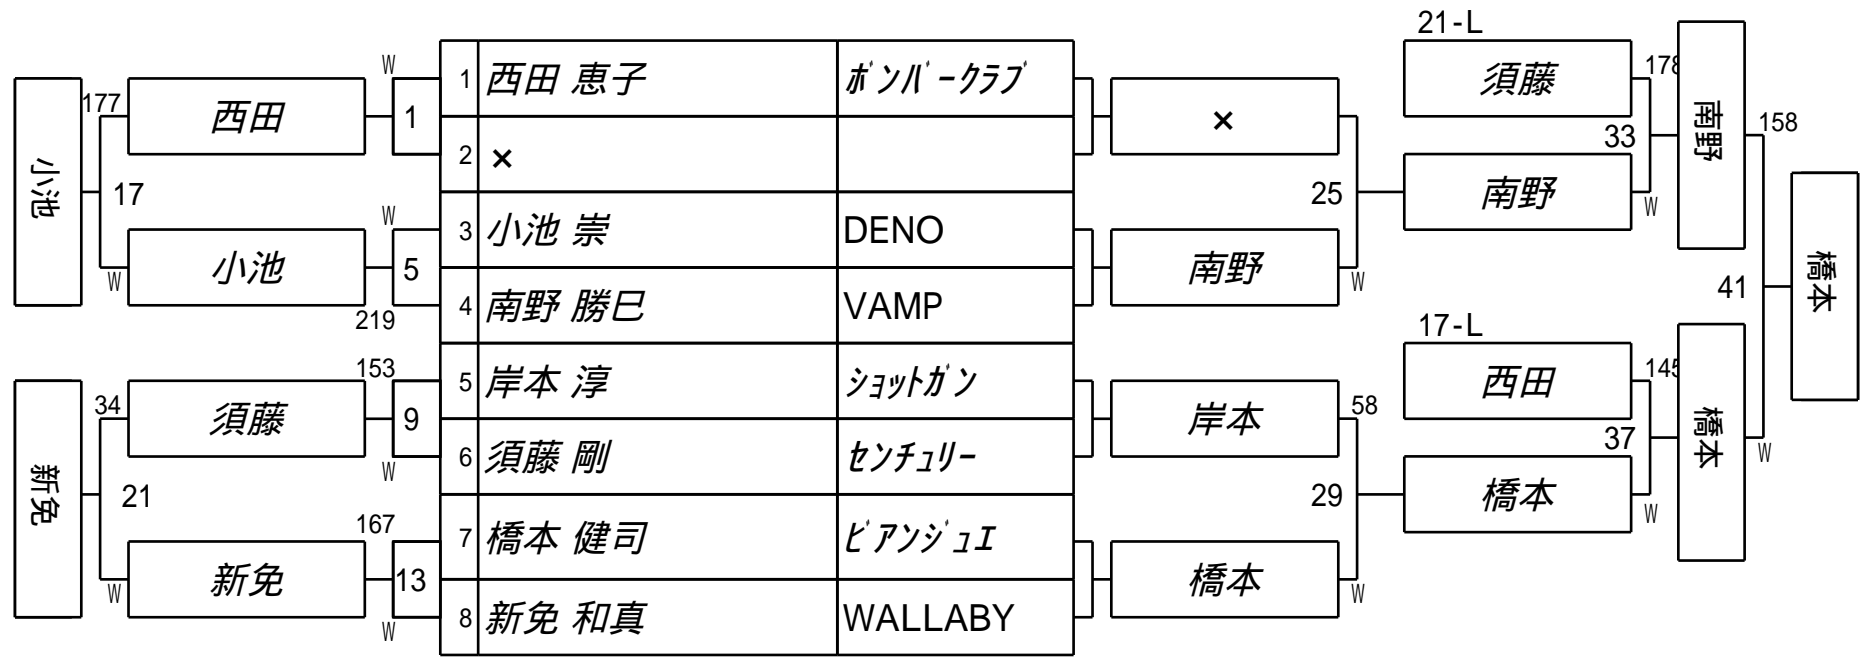 21-L
W
1 西田 恵子 ﾎﾞﾝﾊﾞｰｸﾗﾌﾞ
177 西田 1
×
須藤 178
南野
158
2 ×
33
小池
17
25
南野 W
W
3 小池 崇 DENO
小池 5
W
南野 W
橋本
41
4 南野 勝巳 VAMP
219
17-L
153
5 岸本 淳 ｼｮｯﾄｶﾞﾝ
西田 145
34 須藤 9
岸本 58
橋本 W
37
6 須藤 剛 ｾﾝﾁｭﾘｰ
W
新免
21
29
橋本 W
167
7 橋本 健司 ﾋﾞｱﾝｼﾞｭｴ
新免 13
W
橋本 W
8 新免 和真 WALLABY
W